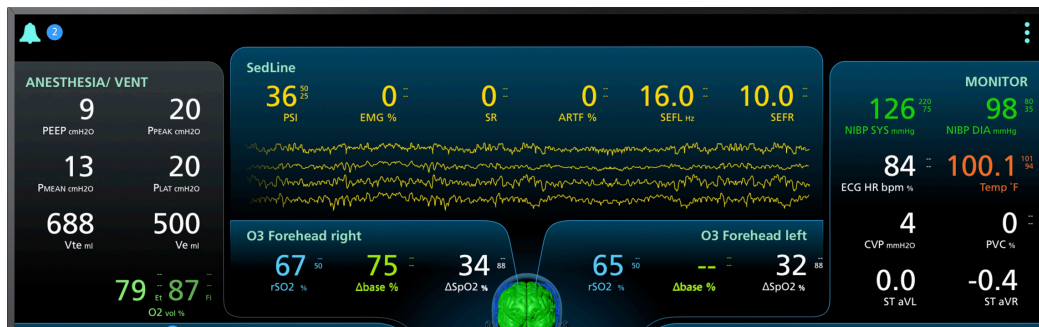 2
ANESTHESIA/ VENT
9 20
PEEP cmH2O PPEAK cmH2O
13 20
PMEAN cmH2O PLAT cmH2O
688 500
Vte ml Ve ml
79 -- -- Et 87 -- -- Fi
O2 vol %
SedLine
36 50 25 0 -- -- 0 -- -- 0 -- -- 16.0 -- -- 10.0 -- --
PSI EMG % SR ARTF % SEFL Hz SEFR
O3 Forehead right
67 -- 50 75 -- -- 34 -- 88
rSO2 % Δbase % ΔSpO2 %
O3 Forehead left
65 -- 50 -- -- -- 32 -- 88
rSO2 % Δbase % ΔSpO2 %
MONITOR
126 220 75 98 80 35
NIBP SYS mmHg NIBP DIA mmHg
84 -- -- 100.1 101 94
ECG HR bpm % Temp °F
4 0 -- --
CVP mmH2O PVC %
0.0 -0.4
ST aVL ST aVR